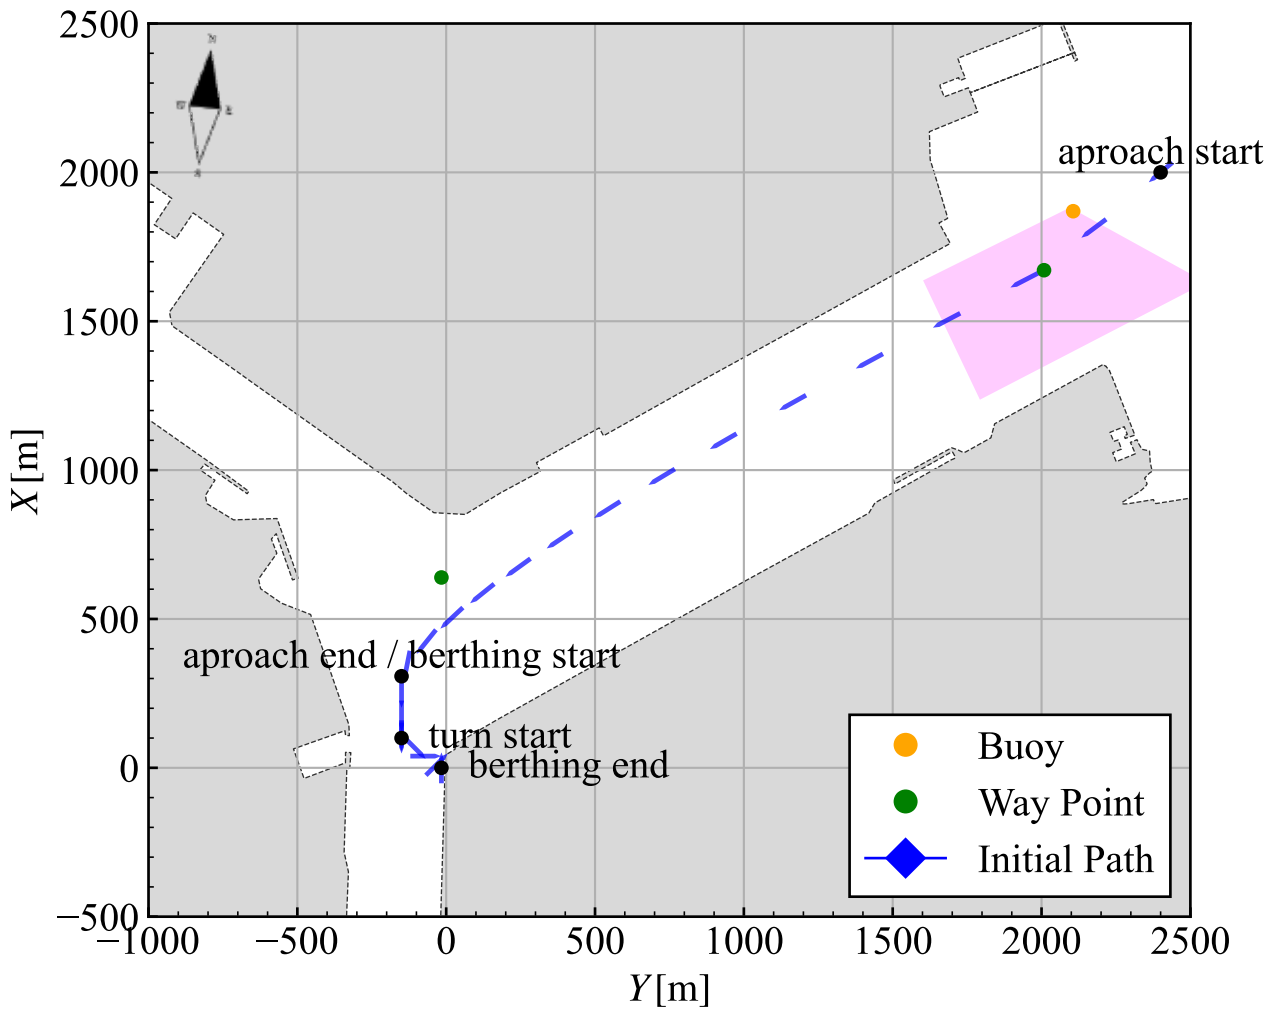 2500
N
aproach start
2000
1500
1000
500
aproach end / berthing start
turn start
berthing end
0
−500
X [m]
−1000
−500
0
500
1000
1500
2000
2500
Y [m]
Buoy
Way Point
Initial Path